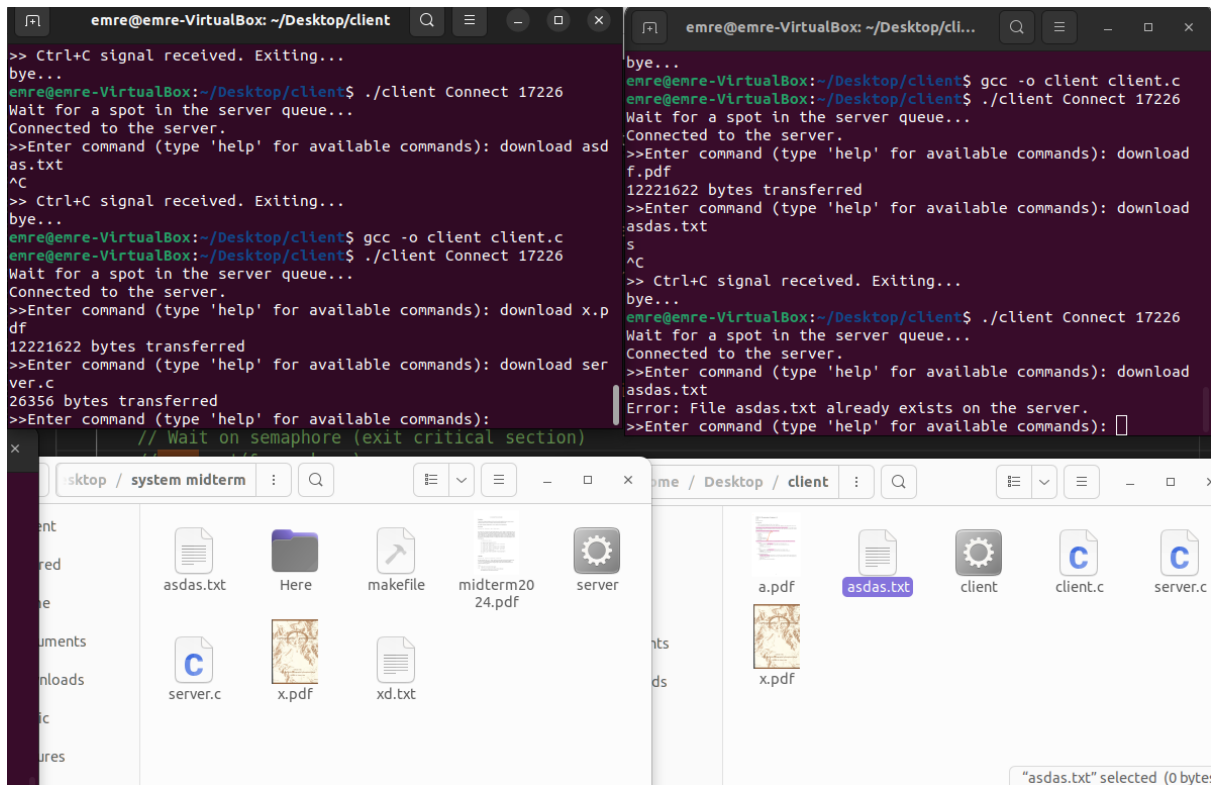 emre@emre-VirtualBox: ~/Desktop/client
>> Ctrl+C signal received. Exiting...
bye...
emre@emre-VirtualBox:~/Desktop/client$ ./client Connect 17226
Wait for a spot in the server queue...
Connected to the server.
>>Enter command (type 'help' for available commands): download asd
as.txt
^C
>> Ctrl+C signal received. Exiting...
bye...
emre@emre-VirtualBox:~/Desktop/client$ gcc -o client client.c
emre@emre-VirtualBox:~/Desktop/client$ ./client Connect 17226
Wait for a spot in the server queue...
Connected to the server.
>>Enter command (type 'help' for available commands): download x.p
df
12221622 bytes transferred
>>Enter command (type 'help' for available commands): download ser
ver.c
26356 bytes transferred
>>Enter command (type 'help' for available commands):
emre@emre-VirtualBox: ~/Desktop/cli...
bye...
emre@emre-VirtualBox:~/Desktop/client$ gcc -o client client.c
emre@emre-VirtualBox:~/Desktop/client$ ./client Connect 17226
Wait for a spot in the server queue...
Connected to the server.
>>Enter command (type 'help' for available commands): download
f.pdf
12221622 bytes transferred
>>Enter command (type 'help' for available commands): download
asdas.txt
s
^C
>> Ctrl+C signal received. Exiting...
bye...
emre@emre-VirtualBox:~/Desktop/client$ ./client Connect 17226
Wait for a spot in the server queue...
Connected to the server.
>>Enter command (type 'help' for available commands): download
asdas.txt
Error: File asdas.txt already exists on the server.
>>Enter command (type 'help' for available commands):
// Wait on semaphore (exit critical section)
sktop / system midterm
ent
red
e
uments
nloads
ic
ures
asdas.txt
Here
makefile
midterm20
24.pdf
server
server.c
x.pdf
xd.txt
ome / Desktop / client
nts
ds
a.pdf
asdas.txt
client
client.c
server.c
x.pdf
"asdas.txt" selected (0 bytes